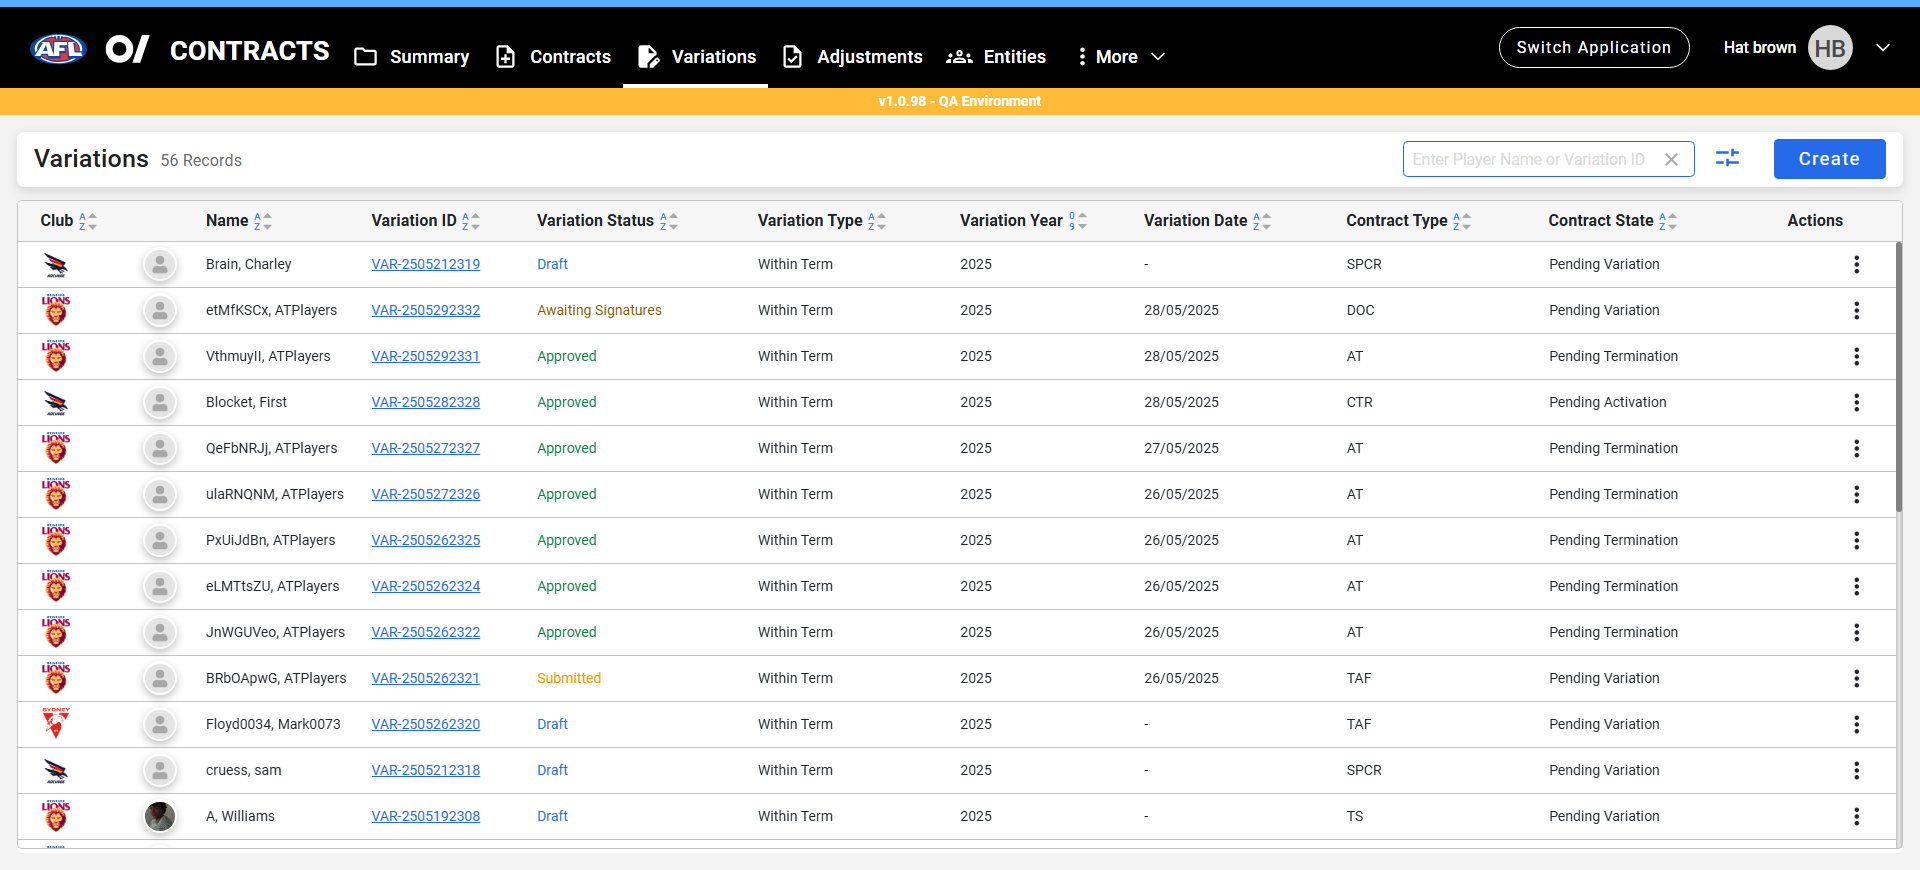 AFL CONTRACTS Summary Contracts Variations Adjustments Entities More Switch Application Hat brown HB
v1.0.98 - QA Environment
Variations 56 Records Enter Player Name or Variation ID Create
Club Name Variation ID Variation Status Variation Type Variation Year Variation Date Contract Type Contract State Actions
Brain, Charley VAR-2505212319 Draft Within Term 2025 - SPCR Pending Variation
LIONS etMfKSCx, ATPlayers VAR-2505292332 Awaiting Signatures Within Term 2025 28/05/2025 DOC Pending Variation
LIONS VthmuyII, ATPlayers VAR-2505292331 Approved Within Term 2025 28/05/2025 AT Pending Termination
Blocket, First VAR-2505282328 Approved Within Term 2025 28/05/2025 CTR Pending Activation
LIONS QeFbNRJj, ATPlayers VAR-2505272327 Approved Within Term 2025 27/05/2025 AT Pending Termination
LIONS ulaRNQNM, ATPlayers VAR-2505272326 Approved Within Term 2025 26/05/2025 AT Pending Termination
LIONS PxUiJdBn, ATPlayers VAR-2505262325 Approved Within Term 2025 26/05/2025 AT Pending Termination
LIONS eLMTtsZU, ATPlayers VAR-2505262324 Approved Within Term 2025 26/05/2025 AT Pending Termination
LIONS JnWGUVeo, ATPlayers VAR-2505262322 Approved Within Term 2025 26/05/2025 AT Pending Termination
LIONS BRbOApwG, ATPlayers VAR-2505262321 Submitted Within Term 2025 26/05/2025 TAF Pending Variation
SYDNEY Floyd0034, Mark0073 VAR-2505262320 Draft Within Term 2025 - TAF Pending Variation
cruess, sam VAR-2505212318 Draft Within Term 2025 - SPCR Pending Variation
LIONS A, Williams VAR-2505192308 Draft Within Term 2025 - TS Pending Variation